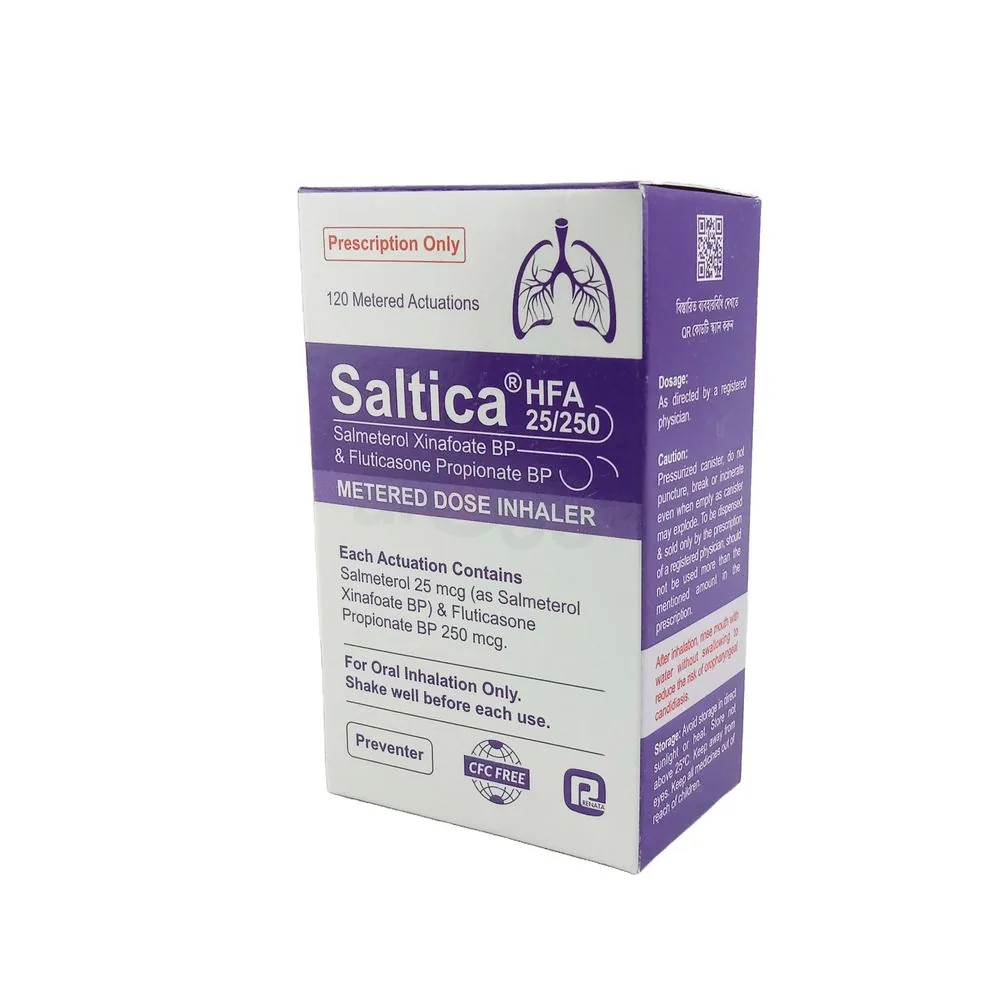 Prescription Only
120 Metered Actuations
Saltica® HFA
25/250
Salmeterol Xinafoate BP
& Fluticasone Propionate BP
METERED DOSE INHALER
Each Actuation Contains
Salmeterol 25 mcg (as Salmeterol
Xinafoate BP) & Fluticasone
Propionate BP 250 mcg.
For Oral Inhalation Only.
Shake well before each use.
Preventer
CFC FREE
RENATA
বিস্তারিত ব্যবহারবিধি দেখতে
QR কোডটি স্ক্যান করুন
Dosage:
As directed by a registered
physician.
Caution:
Pressurized canister, do not
puncture, break or incinerate
even when empty as canister
may explode. To be dispensed
& sold only by the prescription
of a registered physician, should
not be used more than the
mentioned amount in the
prescription.
After inhalation, rinse mouth with
water without swallowing to
reduce the risk of oropharyngeal
candidiasis.
Storage: Avoid storage in direct
sunlight or heat. Store not
above 25°C. Keep away from
eyes. Keep all medicines out of
reach of children.